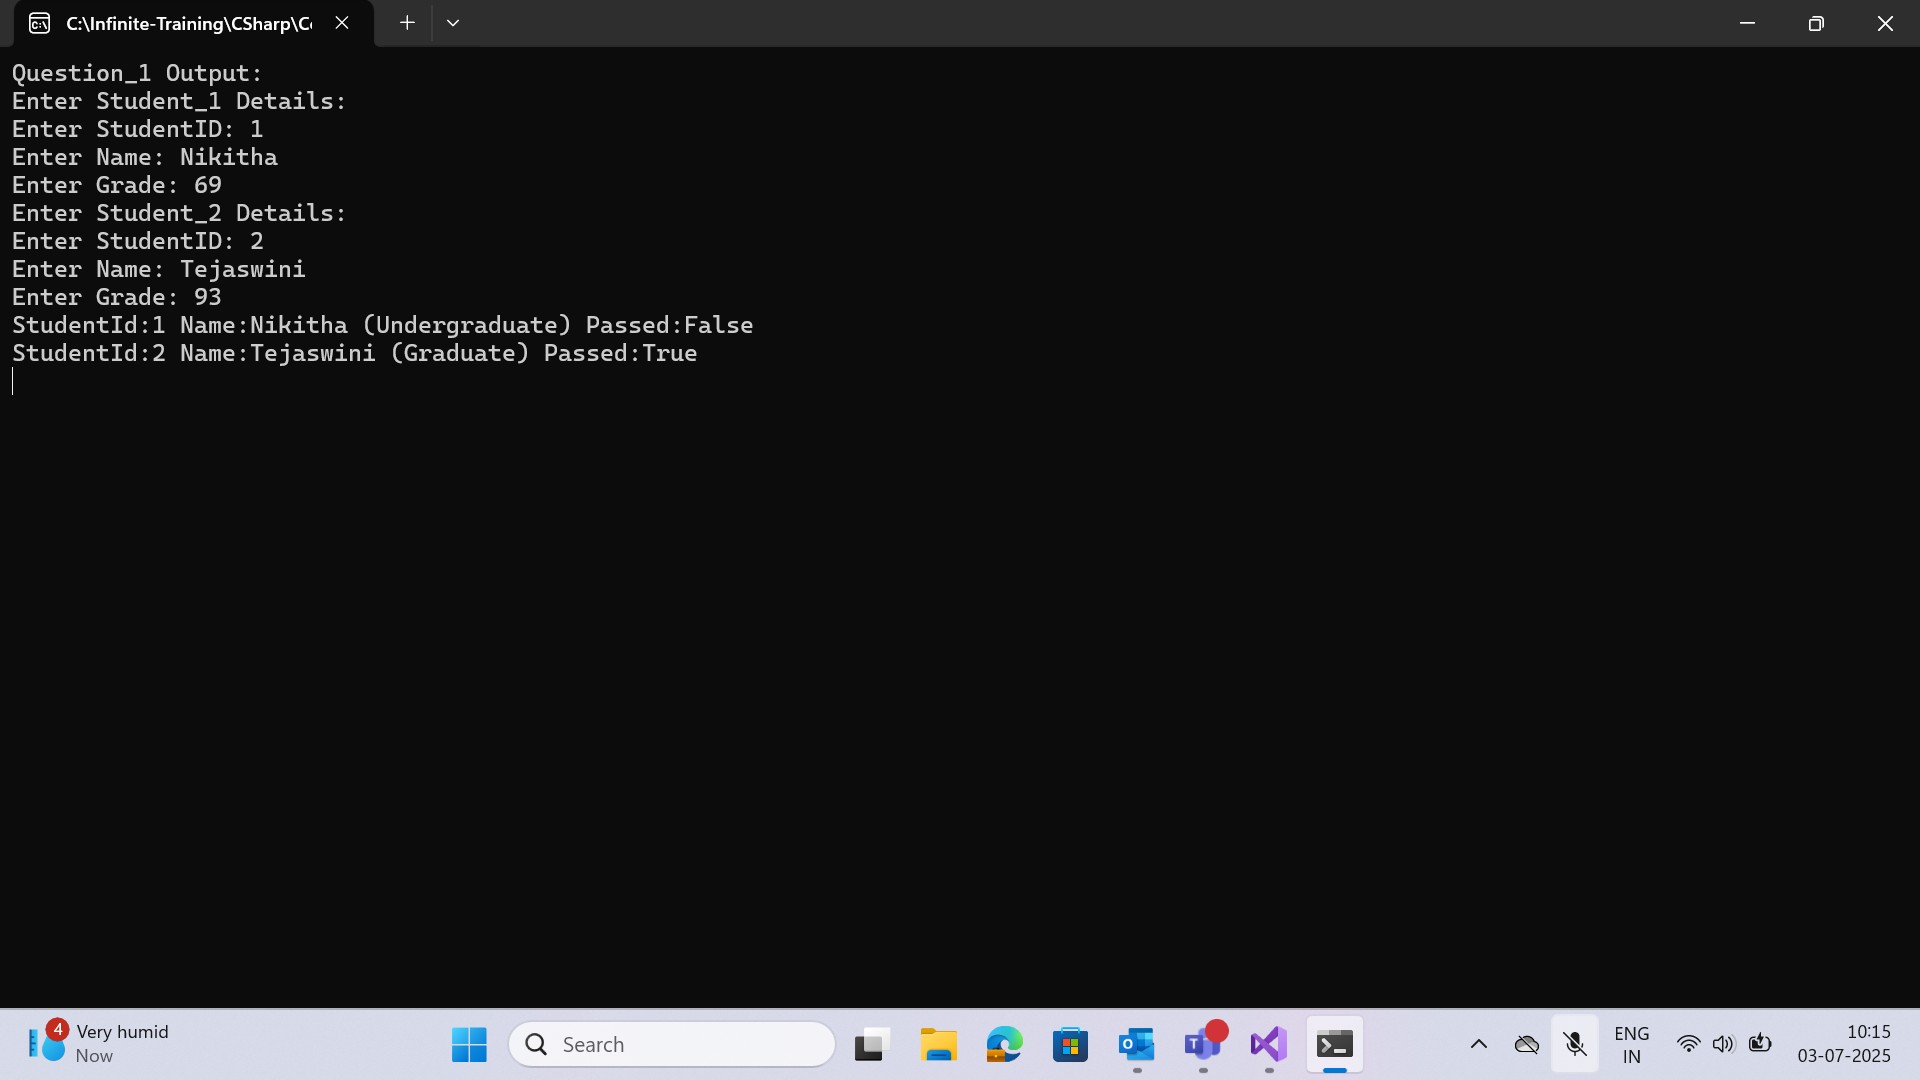 C:\Infinite-Training\CSharp\C
Question_1 Output:
Enter Student_1 Details:
Enter StudentID: 1
Enter Name: Nikitha
Enter Grade: 69
Enter Student_2 Details:
Enter StudentID: 2
Enter Name: Tejaswini
Enter Grade: 93
StudentId:1 Name:Nikitha (Undergraduate) Passed:False
StudentId:2 Name:Tejaswini (Graduate) Passed:True
4
Very humid
Now
Search
ENG
IN
10:15
03-07-2025